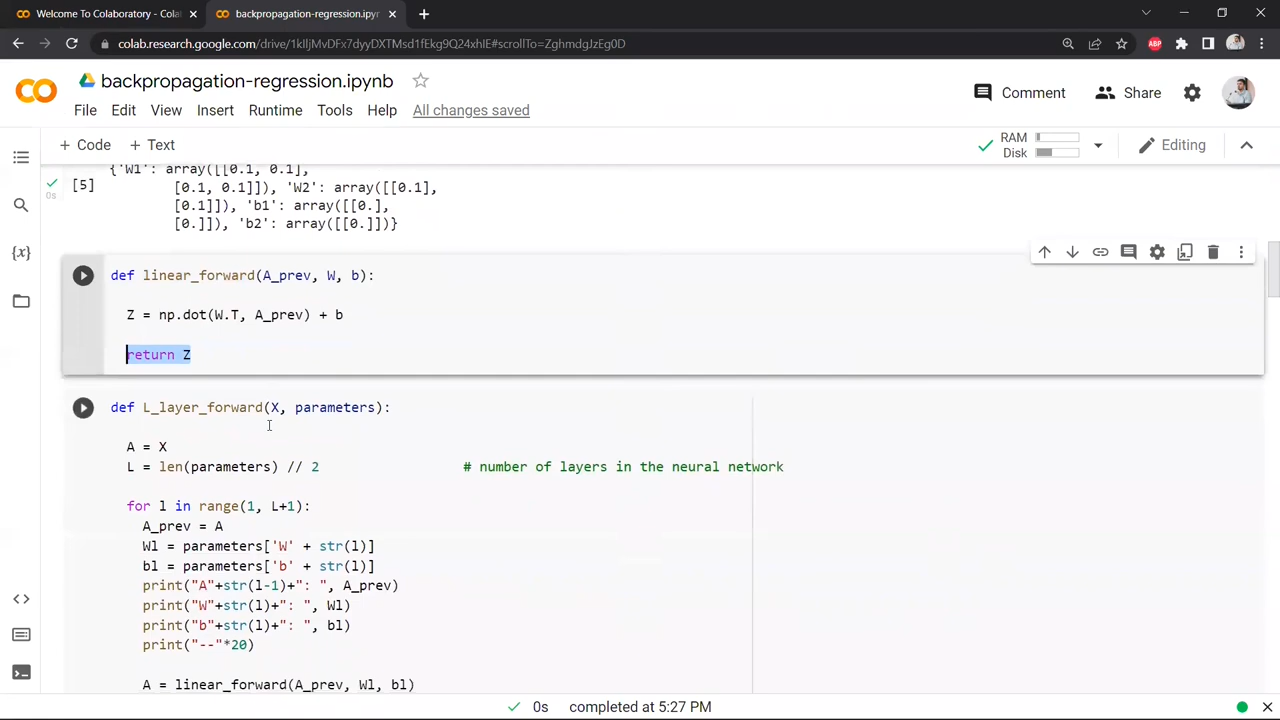 Welcome To Colaboratory - Colab
backpropagation-regression.ipynb
colab.research.google.com/drive/1kIljMvDFx7dyyDXTMsd1fEkg9Q24xhIE#scrollTo=ZghmdgJzEg0D
ABP
backpropagation-regression.ipynb
File Edit View Insert Runtime Tools Help All changes saved
Comment Share
+ Code + Text
RAM
Disk
Editing
{'W1': array([[0.1, 0.1],
[5]
0s
[0.1, 0.1]]), 'W2': array([[0.1],
[0.1]]), 'b1': array([[0.],
[0.]]), 'b2': array([[0.]])}
{x}
def linear_forward(A_prev, W, b):
Z = np.dot(W.T, A_prev) + b
return Z
def L_layer_forward(X, parameters):
A = X
L = len(parameters) // 2 # number of layers in the neural network
for l in range(1, L+1):
A_prev = A
Wl = parameters['W' + str(l)]
bl = parameters['b' + str(l)]
print("A"+str(l-1)+": ", A_prev)
print("W"+str(l)+": ", Wl)
print("b"+str(l)+": ", bl)
print("--"*20)
A = linear_forward(A_prev, Wl, bl)
0s completed at 5:27 PM